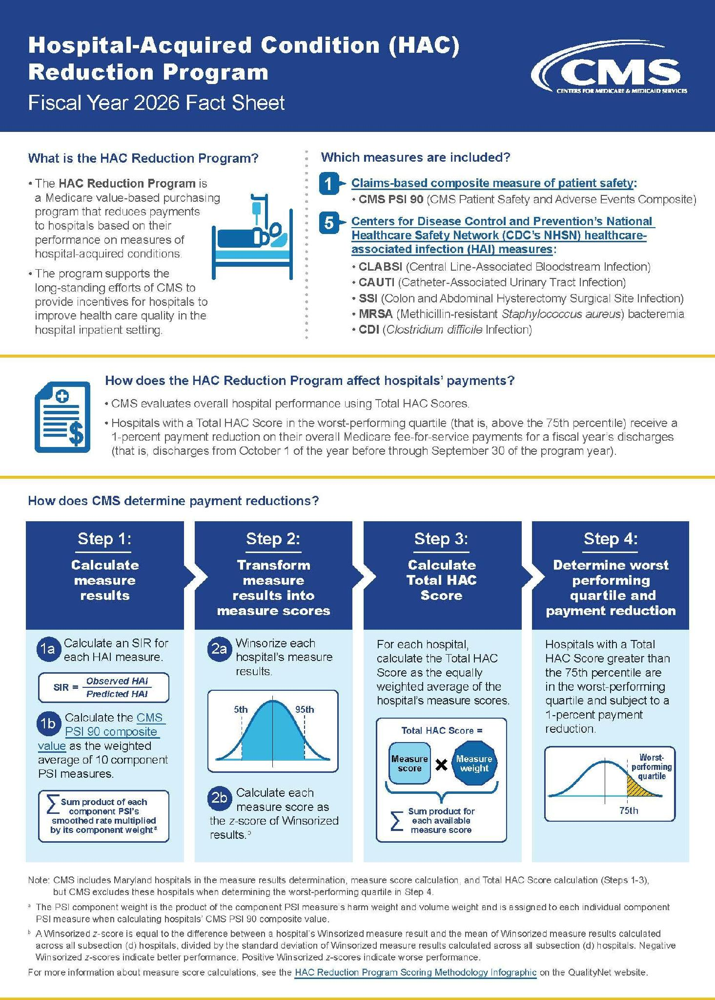 Hospital-Acquired Condition (HAC)
Reduction Program
Fiscal Year 2026 Fact Sheet
CMS
CENTERS FOR MEDICARE & MEDICAID SERVICES
What is the HAC Reduction Program?
• The HAC Reduction Program is
a Medicare value-based purchasing
program that reduces payments
to hospitals based on their
performance on measures of
hospital-acquired conditions.
• The program supports the
long-standing efforts of CMS to
provide incentives for hospitals to
improve health care quality in the
hospital inpatient setting.
Which measures are included?
1 Claims-based composite measure of patient safety:
• CMS PSI 90 (CMS Patient Safety and Adverse Events Composite)
5 Centers for Disease Control and Prevention's National
Healthcare Safety Network (CDC's NHSN) healthcare-
associated infection (HAI) measures:
• CLABSI (Central Line-Associated Bloodstream Infection)
• CAUTI (Catheter-Associated Urinary Tract Infection)
• SSI (Colon and Abdominal Hysterectomy Surgical Site Infection)
• MRSA (Methicillin-resistant Staphylococcus aureus) bacteremia
• CDI (Clostridium difficile Infection)
How does the HAC Reduction Program affect hospitals' payments?
• CMS evaluates overall hospital performance using Total HAC Scores.
• Hospitals with a Total HAC Score in the worst-performing quartile (that is, above the 75th percentile) receive a
1-percent payment reduction on their overall Medicare fee-for-service payments for a fiscal year's discharges
(that is, discharges from October 1 of the year before through September 30 of the program year).
$
How does CMS determine payment reductions?
Step 1:
Calculate
measure
results
1a Calculate an SIR for
each HAI measure.
SIR = Observed HAI
Predicted HAI
1b Calculate the CMS
PSI 90 composite
value as the weighted
average of 10 component
PSI measures.
∑ Sum product of each
component PSI's
smoothed rate multiplied
by its component weight a
Step 2:
Transform
measure
results into
measure scores
2a Winsorize each
hospital's measure
results.
5th 95th
2b Calculate each
measure score as
the z-score of Winsorized
results.b
Step 3:
Calculate
Total HAC
Score
For each hospital,
calculate the Total HAC
Score as the equally
weighted average of the
hospital's measure scores.
Total HAC Score =
Measure
score
×
Measure
weight
∑ Sum product for
each available
measure score
Step 4:
Determine worst
performing
quartile and
payment reduction
Hospitals with a Total
HAC Score greater than
the 75th percentile are
in the worst-performing
quartile and subject to a
1-percent payment
reduction.
Worst-
performing
quartile
75th
Note: CMS includes Maryland hospitals in the measure results determination, measure score calculation, and Total HAC Score calculation (Steps 1-3),
but CMS excludes these hospitals when determining the worst-performing quartile in Step 4.
a The PSI component weight is the product of the component PSI measure's harm weight and volume weight and is assigned to each individual component
PSI measure when calculating hospitals' CMS PSI 90 composite value.
b A Winsorized z-score is equal to the difference between a hospital's Winsorized measure result and the mean of Winsorized measure results calculated
across all subsection (d) hospitals, divided by the standard deviation of Winsorized measure results calculated across all subsection (d) hospitals. Negative
Winsorized z-scores indicate better performance. Positive Winsorized z-scores indicate worse performance.
For more information about measure score calculations, see the HAC Reduction Program Scoring Methodology Infographic on the QualityNet website.